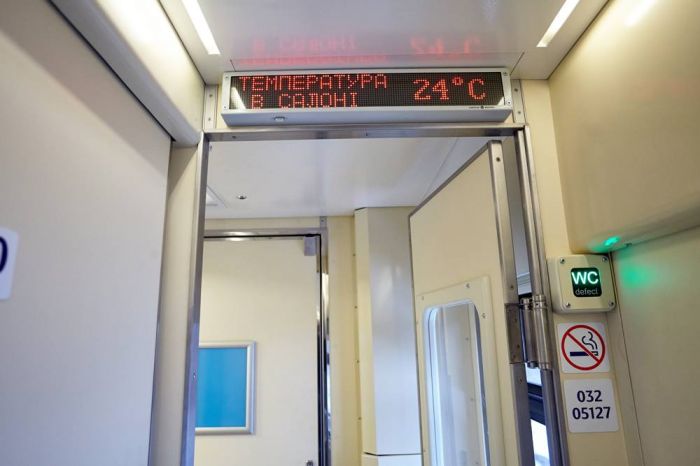 ТЕМПЕРАТУРА
В САЛОНІ
24°C
WC
defect
032
05127